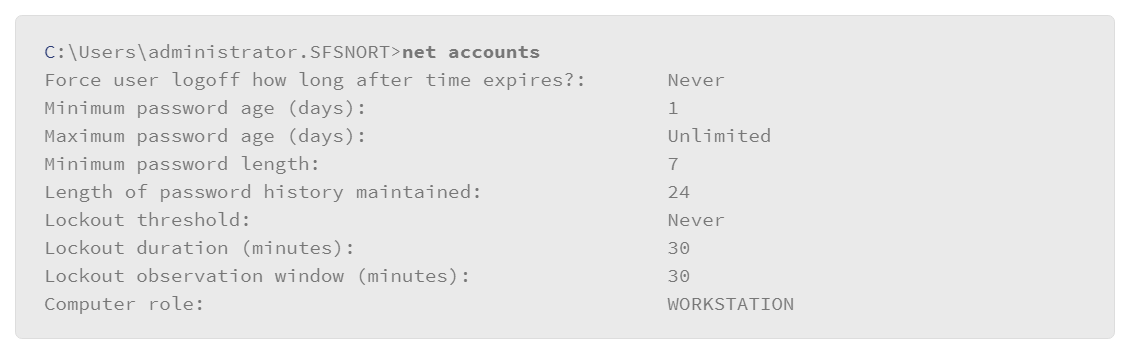 C:\Users\administrator.SFSNORT>net accounts
Force user logoff how long after time expires?: Never
Minimum password age (days): 1
Maximum password age (days): Unlimited
Minimum password length: 7
Length of password history maintained: 24
Lockout threshold: Never
Lockout duration (minutes): 30
Lockout observation window (minutes): 30
Computer role: WORKSTATION